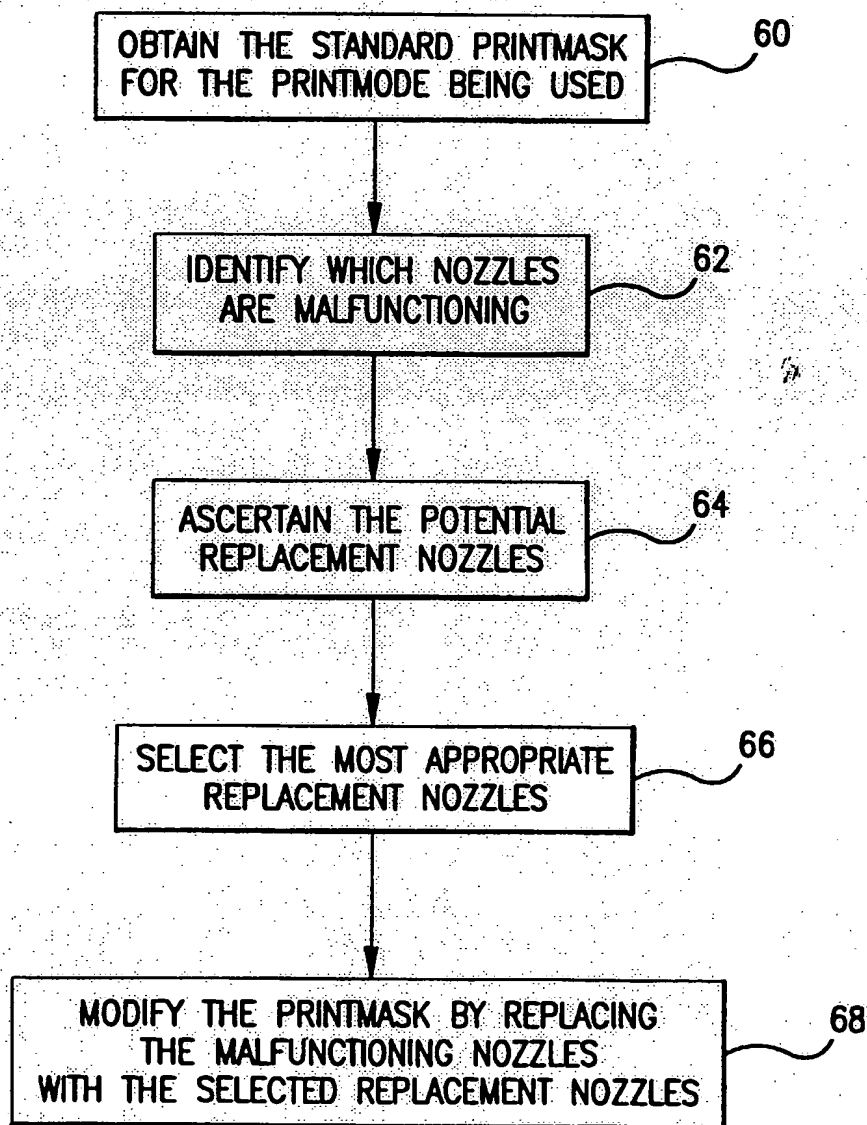 OBTAIN THE STANDARD PRINTMASK
FOR THE PRINTMODE BEING USED
60
IDENTIFY WHICH NOZZLES
ARE MALFUNCTIONING
62
ASCERTAIN THE POTENTIAL
REPLACEMENT NOZZLES
64
SELECT THE MOST APPROPRIATE
REPLACEMENT NOZZLES
66
MODIFY THE PRINTMASK BY REPLACING
THE MALFUNCTIONING NOZZLES
WITH THE SELECTED REPLACEMENT NOZZLES
68